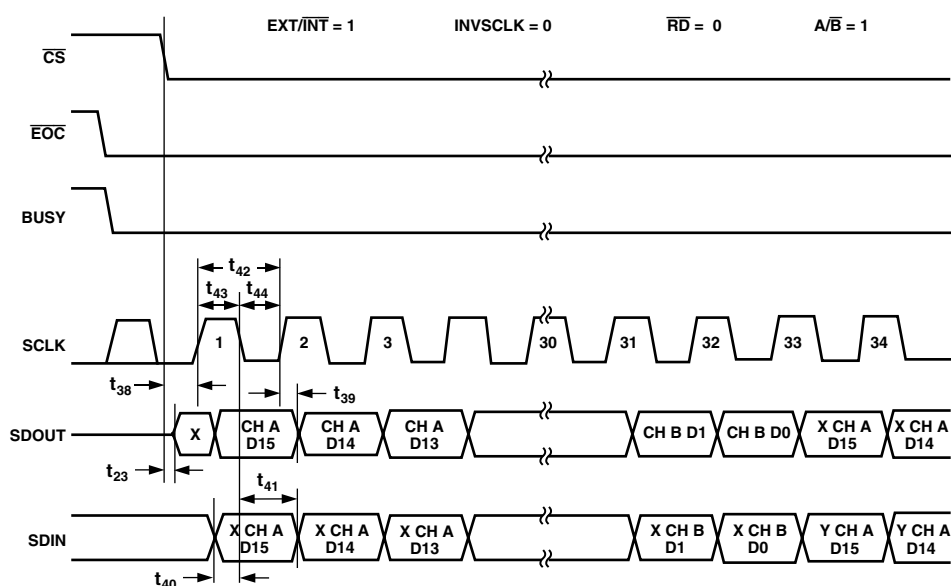 EXT/INT = 1 INVSCLK = 0 RD = 0 A/B = 1
CS
EOC
BUSY
t42
t43 t44
SCLK 1 2 3 30 31 32 33 34
t38
t39
SDOUT X CH A D15 CH A D14 CH A D13 CH B D1 CH B D0 X CH A D15 X CH A D14
t23
t41
SDIN X CH A D15 X CH A D14 X CH A D13 X CH B D1 X CH B D0 Y CH A D15 Y CH A D14
t40